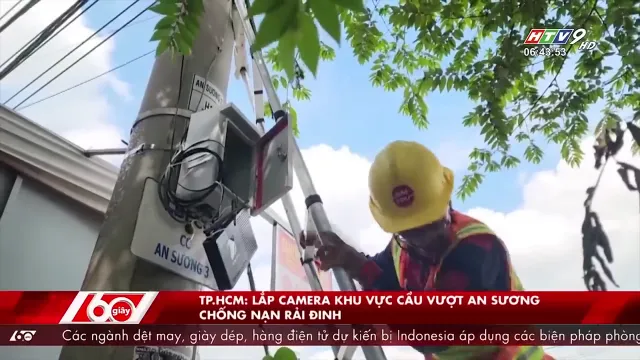 HTV9 HD
06:43:53
AN SƯƠNG
AN SƯƠNG 3
60 giây
TP.HCM: LẮP CAMERA KHU VỰC CẦU VƯỢT AN SƯƠNG
CHỐNG NẠN RẢI ĐINH
60 Các ngành dệt may, giày dép, hàng điện tử dự kiến bị Indonesia áp dụng các biện pháp phòn